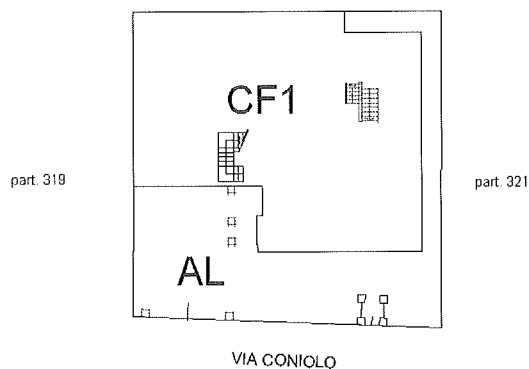 CF1
part. 319
part. 321
AL
VIA CONIOLO